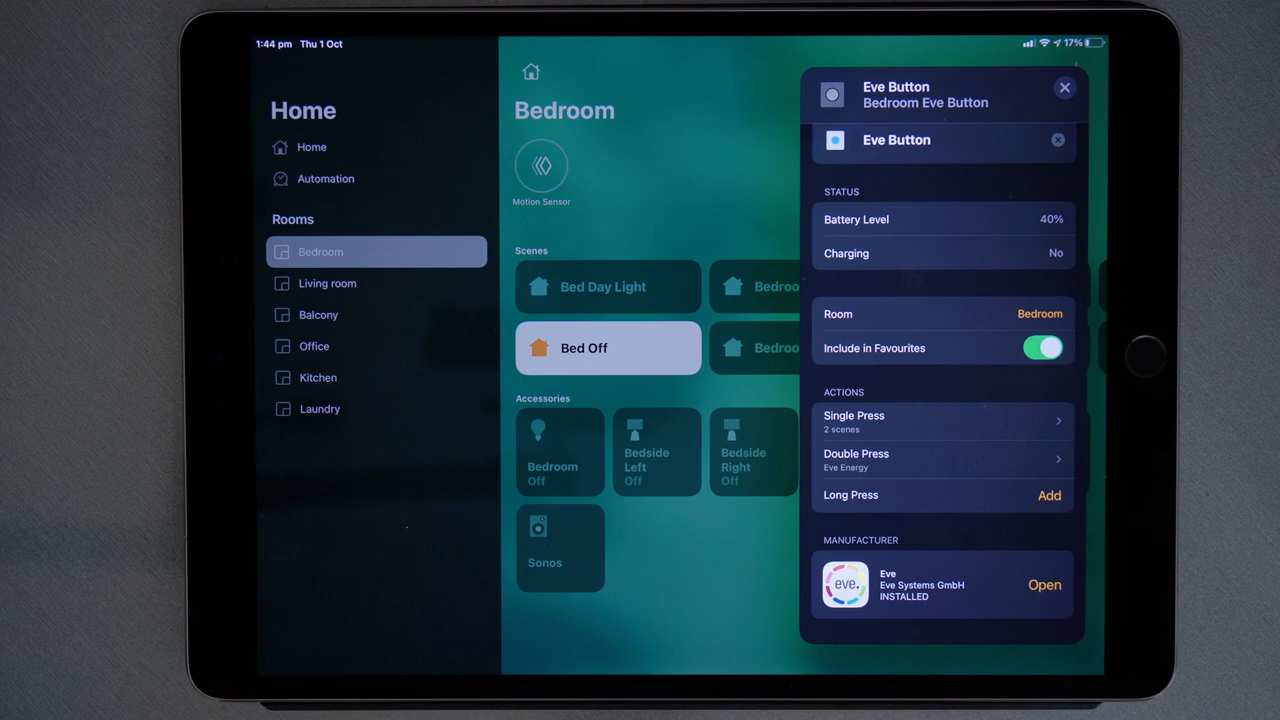 1:44 pm Thu 1 Oct
17%
Home
Home
Automation
Rooms
Bedroom
Living room
Balcony
Office
Kitchen
Laundry
Bedroom
Motion Sensor
Scenes
Bed Day Light
Bedroo
Bed Off
Bedroo
Accessories
Bedroom
Off
Bedside
Left
Off
Bedside
Right
Off
Sonos
Eve Button
Bedroom Eve Button
Eve Button
STATUS
Battery Level 40%
Charging No
Room Bedroom
Include in Favourites
ACTIONS
Single Press
2 scenes
Double Press
Eve Energy
Long Press Add
MANUFACTURER
eve.
Eve
Eve Systems GmbH
INSTALLED
Open